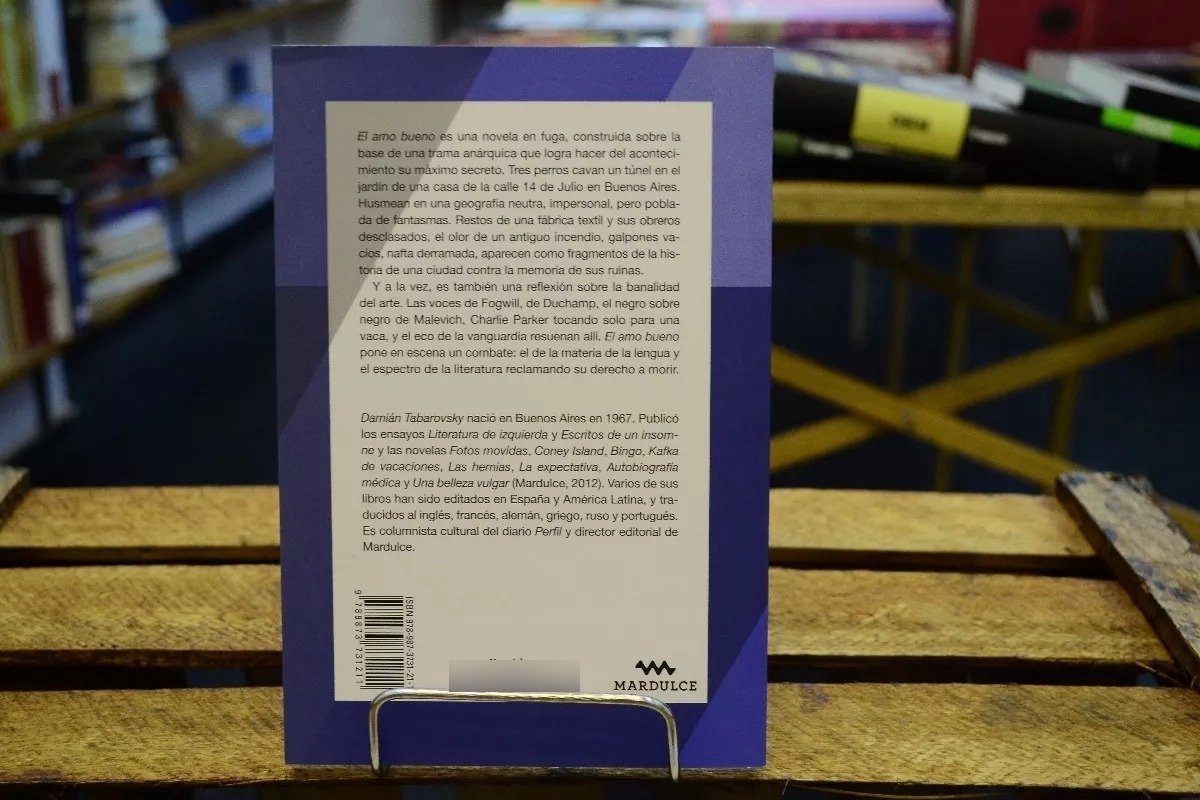 El amo bueno es una novela en fuga, construida sobre la
base de una trama anárquica que logra hacer del aconteci-
miento su máximo secreto. Tres perros cavan un túnel en el
jardín de una casa de la calle 14 de Julio en Buenos Aires.
Husmean en una geografía neutra, impersonal, pero pobla-
da de fantasmas. Restos de una fábrica textil y sus obreros
desclasados, el olor de un antiguo incendio, galpones va-
cíos, nafta derramada, aparecen como fragmentos de la his-
toria de una ciudad contra la memoria de sus ruinas.
Y a la vez, es también una reflexión sobre la banalidad
del arte. Las voces de Fogwill, de Duchamp, el negro sobre
negro de Malevich, Charlie Parker tocando solo para una
vaca, y el eco de la vanguardia resuenan allí. El amo bueno
pone en escena un combate: el de la materia de la lengua y
el espectro de la literatura reclamando su derecho a morir.
Damián Tabarovsky nació en Buenos Aires en 1967. Publicó
los ensayos Literatura de izquierda y Escritos de un insom-
ne y las novelas Fotos movidas, Coney Island, Bingo, Kafka
de vacaciones, Las hernias, La expectativa, Autobiografía
médica y Una belleza vulgar (Mardulce, 2012). Varios de sus
libros han sido editados en España y América Latina, y tra-
ducidos al inglés, francés, alemán, griego, ruso y portugués.
Es columnista cultural del diario Perfil y director editorial de
Mardulce.
ISBN 978-987-3731-21-
9 789873 731211
MARDULCE